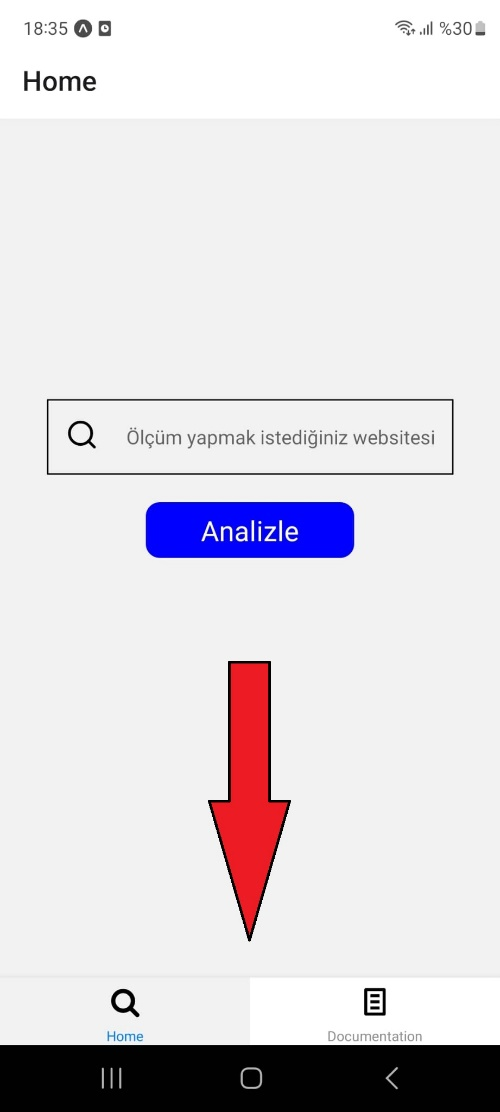 18:35 %30
Home
Ölçüm yapmak istediğiniz websitesi
Analizle
Home Documentation